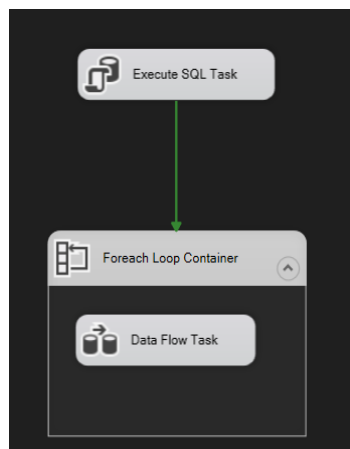 Execute SQL Task
Foreach Loop Container
Data Flow Task